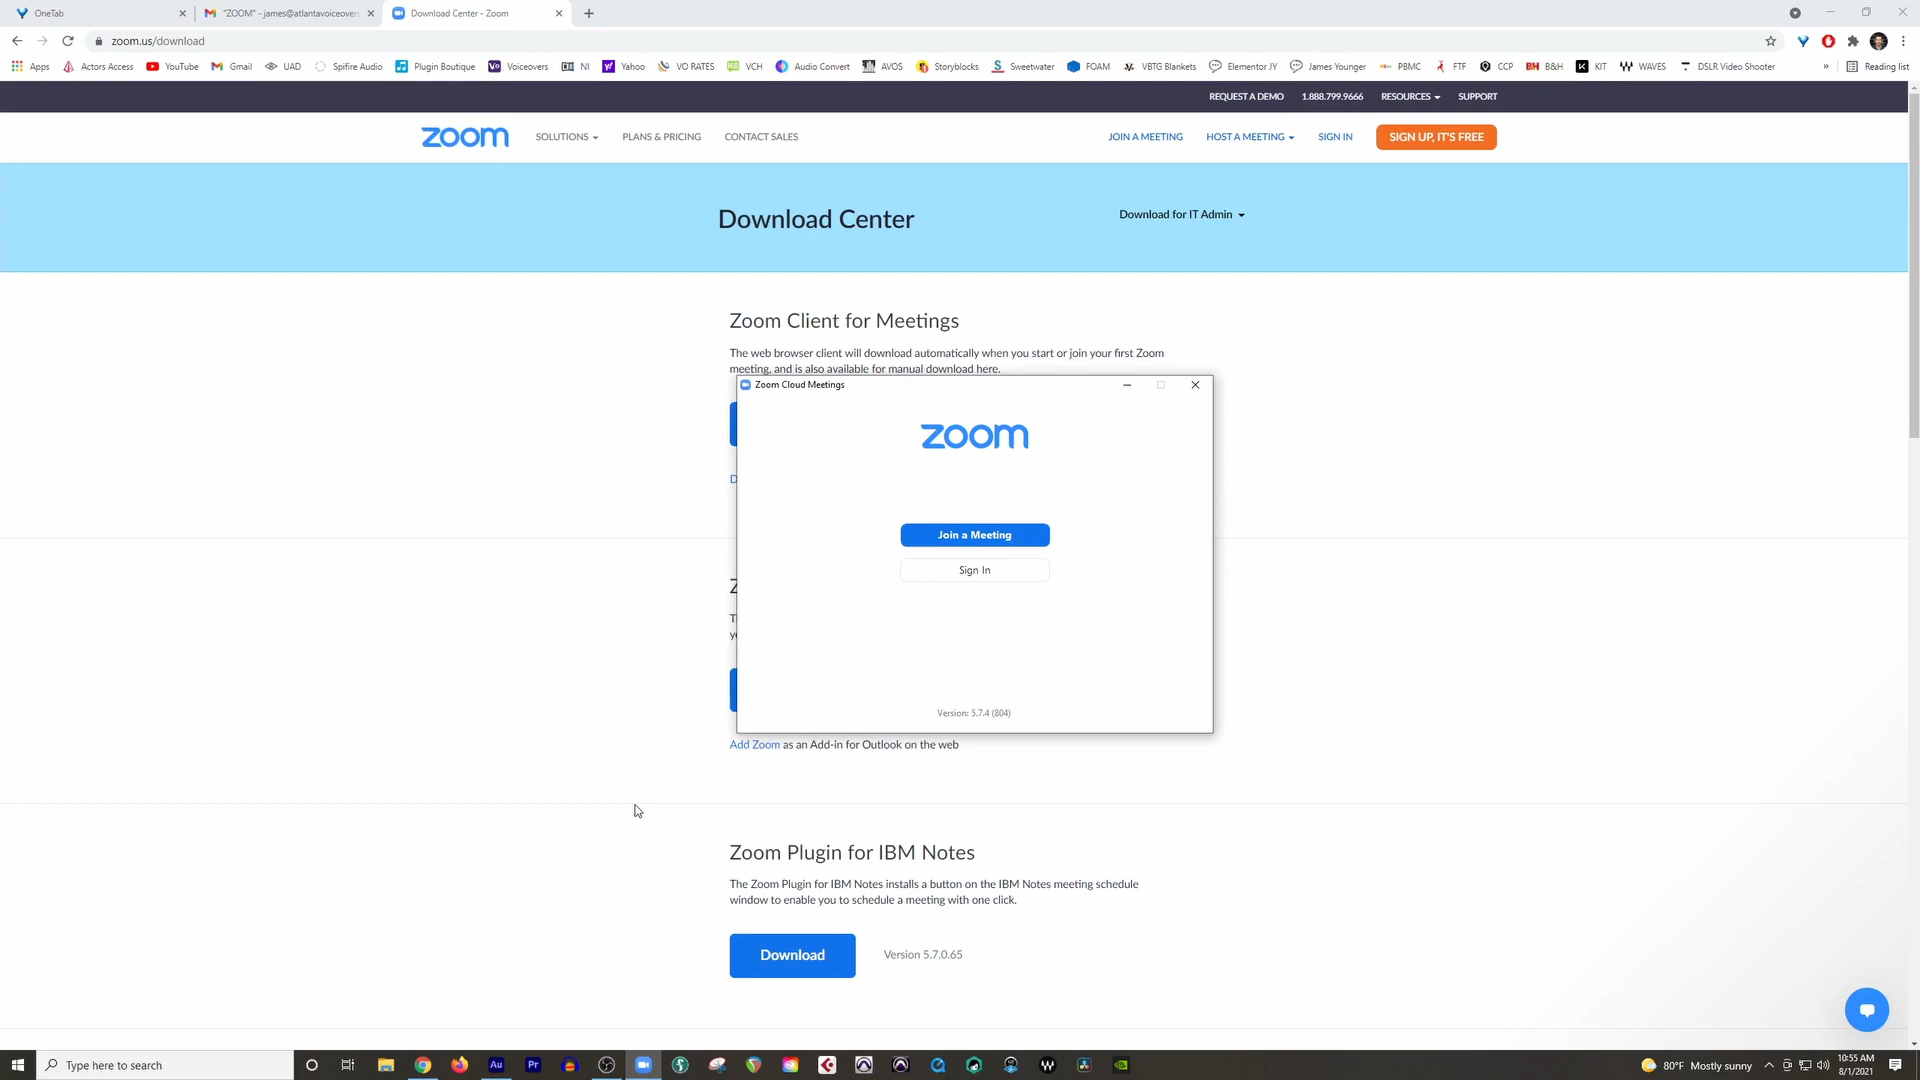 OneTab
"ZOOM" - james@atlantavoiceover
Download Center - Zoom
zoom.us/download
Apps
Actors Access
YouTube
Gmail
UAD
Spifire Audio
Plugin Boutique
Voiceovers
NI
Yahoo
VO RATES
VCH
Audio Convert
AVOS
Storyblocks
Sweetwater
FOAM
VBTG Blankets
Elementor JY
James Younger
PBMC
FTF
CCP
B&H
KIT
WAVES
DSLR Video Shooter
»
Reading list
REQUEST A DEMO
1.888.799.9666
RESOURCES
SUPPORT
zoom
SOLUTIONS
PLANS & PRICING
CONTACT SALES
JOIN A MEETING
HOST A MEETING
SIGN IN
SIGN UP, IT'S FREE
Download Center
Download for IT Admin
Zoom Client for Meetings
The web browser client will download automatically when you start or join your first Zoom
meeting, and is also available for manual download here.
Zoom Cloud Meetings
zoom
Join a Meeting
Sign In
Version: 5.7.4 (804)
Add Zoom as an Add-in for Outlook on the web
Zoom Plugin for IBM Notes
The Zoom Plugin for IBM Notes installs a button on the IBM Notes meeting schedule
window to enable you to schedule a meeting with one click.
Download
Version 5.7.0.65
Type here to search
Au
Pr
80°F Mostly sunny
10:55 AM
8/1/2021